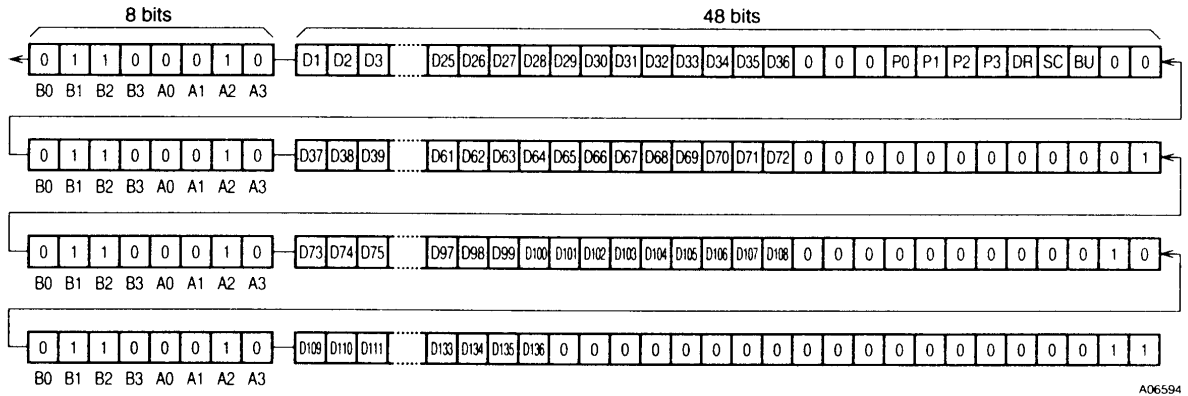 8 bits 48 bits
0 1 1 0 0 0 1 0 D1 D2 D3 ...... D25 D26 D27 D28 D29 D30 D31 D32 D33 D34 D35 D36 0 0 0 P0 P1 P2 P3 DR SC BU 0 0
B0 B1 B2 B3 A0 A1 A2 A3
0 1 1 0 0 0 1 0 D37 D38 D39 ...... D61 D62 D63 D64 D65 D66 D67 D68 D69 D70 D71 D72 0 0 0 0 0 0 0 0 0 0 0 1
B0 B1 B2 B3 A0 A1 A2 A3
0 1 1 0 0 0 1 0 D73 D74 D75 ...... D97 D98 D99 D100 D101 D102 D103 D104 D105 D106 D107 D108 0 0 0 0 0 0 0 0 0 0 1 0
B0 B1 B2 B3 A0 A1 A2 A3
0 1 1 0 0 0 1 0 D109 D110 D111 ...... D133 D134 D135 D136 0 0 0 0 0 0 0 0 0 0 0 0 0 0 0 0 0 0 1 1
B0 B1 B2 B3 A0 A1 A2 A3
A06594